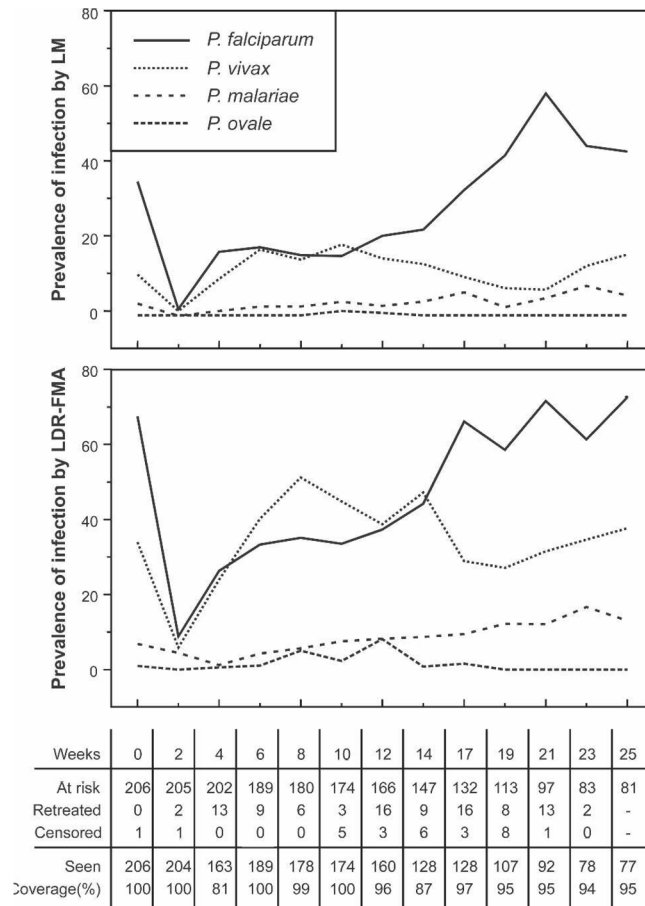 80
60
40
20
0
Prevalence of infection by LM
P. falciparum
P. vivax
P. malariae
P. ovale
80
60
40
20
0
Prevalence of infection by LDR-FMA
Weeks 0 2 4 6 8 10 12 14 17 19 21 23 25
At risk 206 205 202 189 180 174 166 147 132 113 97 83 81
Retreated 0 2 13 9 6 3 16 9 16 8 13 2 -
Censored 1 1 0 0 0 5 3 6 3 8 1 0 -
Seen 206 204 163 189 178 174 160 128 128 107 92 78 77
Coverage(%) 100 100 81 100 99 100 96 87 97 95 95 94 95